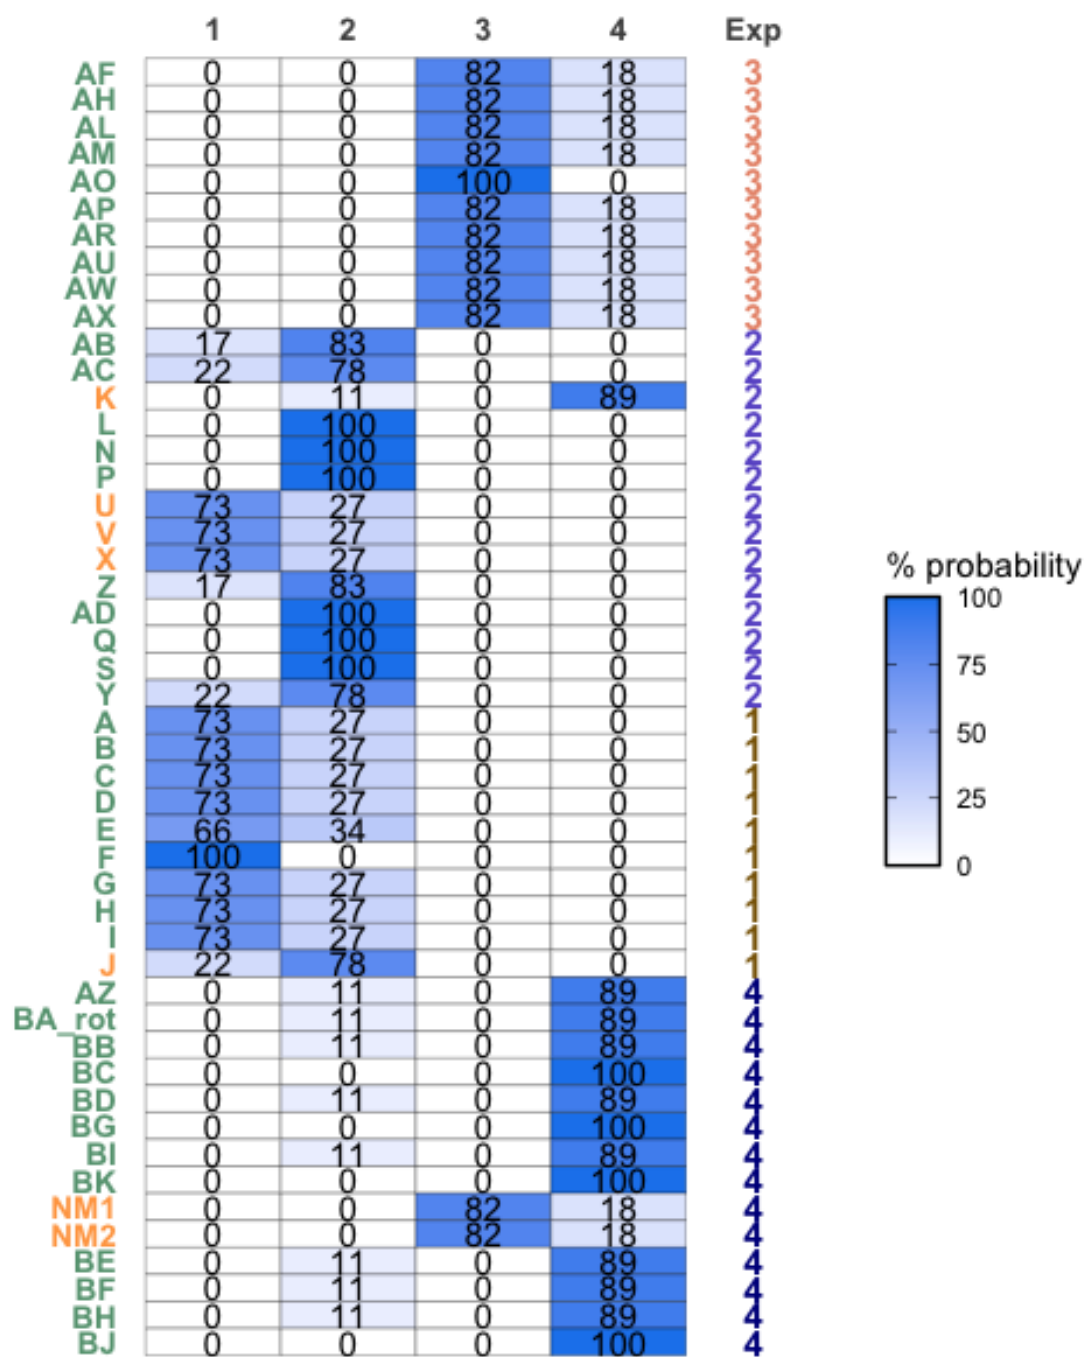 1 2 3 4 Exp
AF 0 0 82 18 3
AH 0 0 82 18 3
AL 0 0 82 18 3
AM 0 0 82 18 3
AO 0 0 100 0 3
AP 0 0 82 18 3
AR 0 0 82 18 3
AU 0 0 82 18 3
AW 0 0 82 18 3
AX 0 0 82 18 3
AB 17 83 0 0 2
AC 22 78 0 0 2
K 0 11 0 89 2
L 0 100 0 0 2
N 0 100 0 0 2
P 0 100 0 0 2
U 73 27 0 0 2
V 73 27 0 0 2
X 73 27 0 0 2
Z 17 83 0 0 2
AD 0 100 0 0 2
Q 0 100 0 0 2
S 0 100 0 0 2
Y 22 78 0 0 2
A 73 27 0 0 1
B 73 27 0 0 1
C 73 27 0 0 1
D 73 27 0 0 1
E 66 34 0 0 1
F 100 0 0 0 1
G 73 27 0 0 1
H 73 27 0 0 1
I 73 27 0 0 1
J 22 78 0 0 1
AZ 0 11 0 89 4
BA_rot 0 11 0 89 4
BB 0 11 0 89 4
BC 0 0 0 100 4
BD 0 11 0 89 4
BG 0 0 0 100 4
BI 0 11 0 89 4
BK 0 0 0 100 4
NM1 0 0 82 18 4
NM2 0 0 82 18 4
BE 0 11 0 89 4
BF 0 11 0 89 4
BH 0 11 0 89 4
BJ 0 0 0 100 4
% probability
100
75
50
25
0